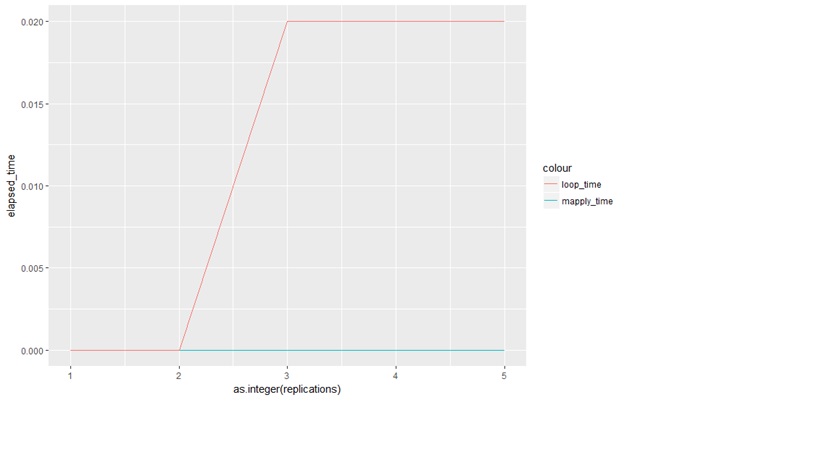 0.020
0.015
0.010
0.005
0.000
elapsed_time
1 2 3 4 5
as.integer(replications)
colour
loop_time
mapply_time